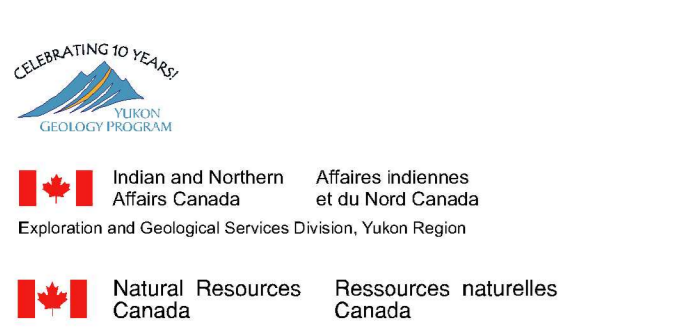 CELEBRATING 10 YEARS!
YUKON
GEOLOGY PROGRAM
Indian and Northern Affaires indiennes
Affairs Canada et du Nord Canada
Exploration and Geological Services Division, Yukon Region
Natural Resources Ressources naturelles
Canada Canada